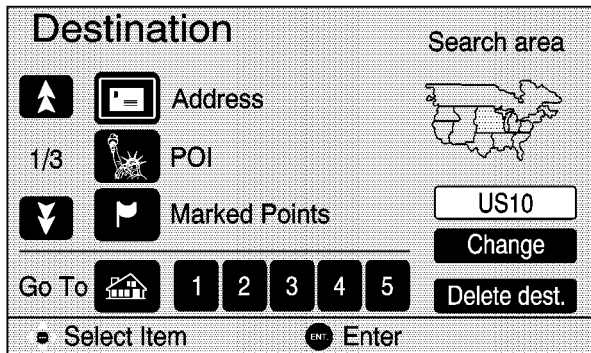 Destination
Search area
Address
1/3
POI
Marked Points
US10
Change
Go To 1 2 3 4 5
Delete dest.
Select Item
ENT. Enter